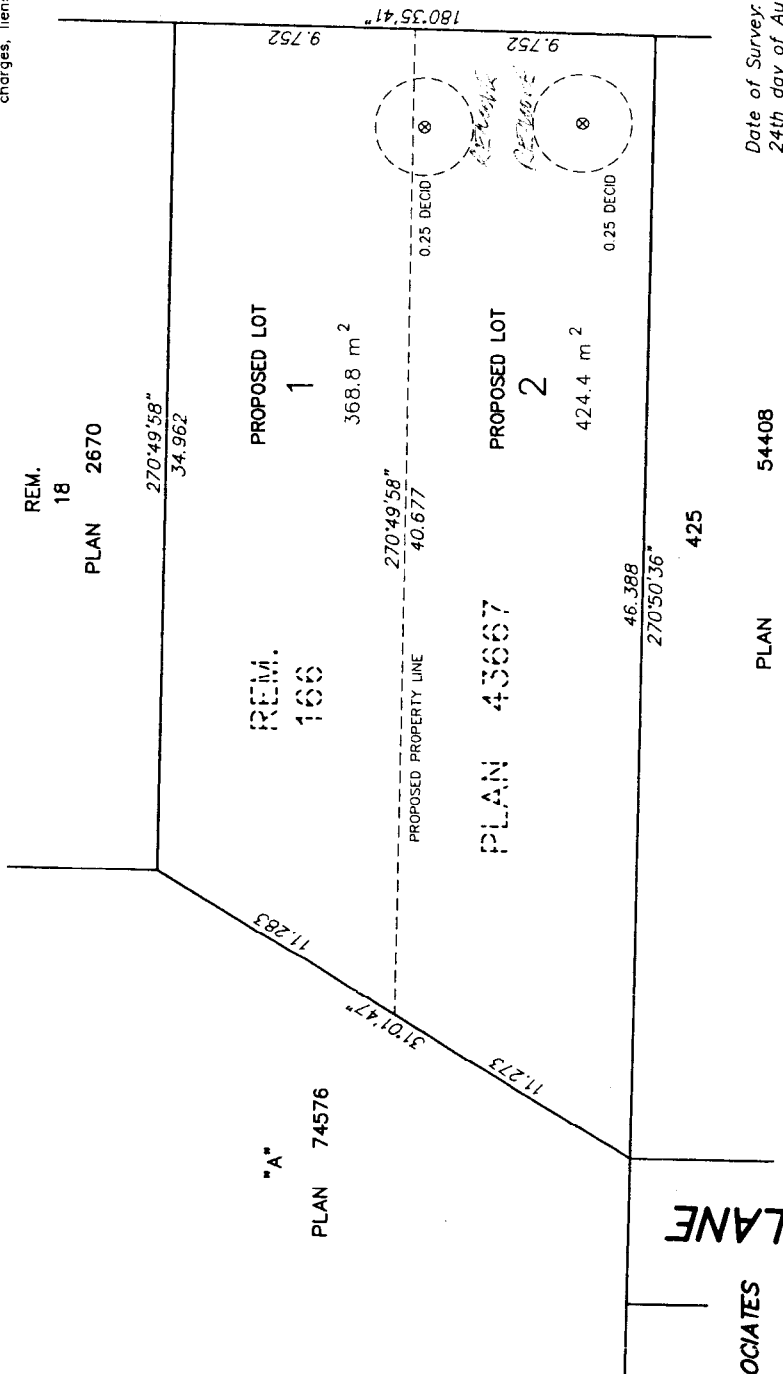 charges, liens
REM.
18
PLAN 2670
270°49'58"
34.962
9.752
180°35'41"
9.752
REMOVE
REMOVE
0.25 DECID
0.25 DECID
PROPOSED LOT
1
368.8 m²
PROPOSED LOT
2
424.4 m²
270°49'58"
40.677
PROPOSED PROPERTY LINE
REM.
166
PLAN 43667
46.388
270°50'36"
425
PLAN 54408
11.283
31°01'47"
11.273
"A"
PLAN 74576
LANE
OCIATES
Date of Survey:
24th day of Au